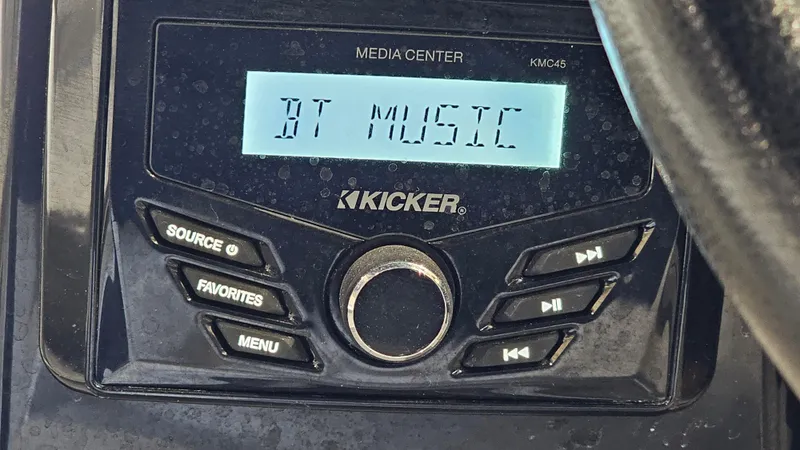 MEDIA CENTER
KMC45
BT MUSIC
KICKER®
SOURCE
FAVORITES
MENU